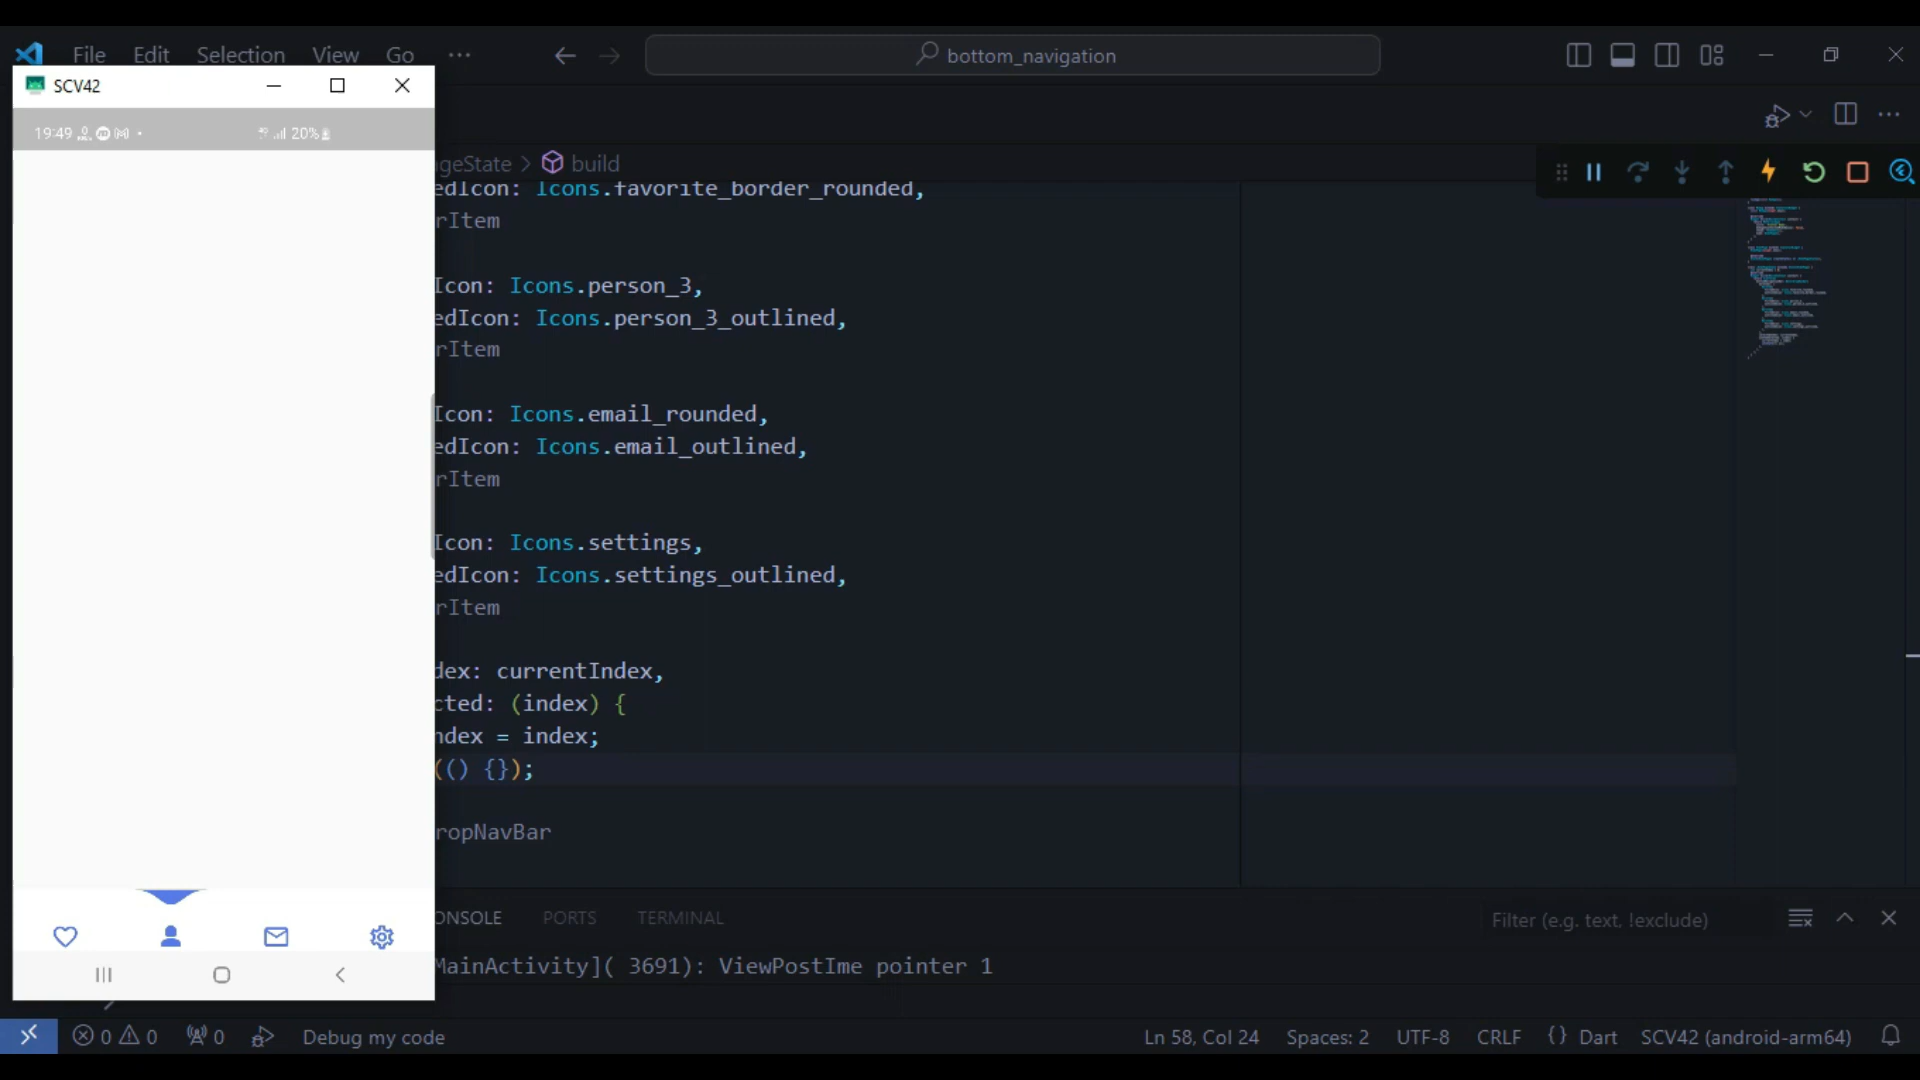 File Edit Selection View Go ···
bottom_navigation
SCV42
19:49
20%
geState > build
edIcon: Icons.favorite_border_rounded,
rItem
Icon: Icons.person_3,
edIcon: Icons.person_3_outlined,
rItem
Icon: Icons.email_rounded,
edIcon: Icons.email_outlined,
rItem
Icon: Icons.settings,
edIcon: Icons.settings_outlined,
rItem
dex: currentIndex,
cted: (index) {
ndex = index;
(() {});
ropNavBar
ONSOLE PORTS TERMINAL
Filter (e.g. text, !exclude)
MainActivity]( 3691): ViewPostIme pointer 1
0 0 0 Debug my code
Ln 58, Col 24 Spaces: 2 UTF-8 CRLF {} Dart SCV42 (android-arm64)